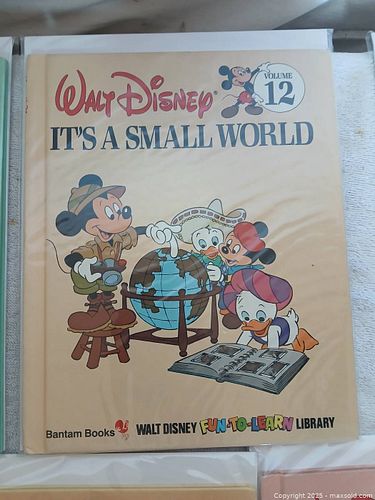 WALT DISNEY
VOLUME
12
IT'S A SMALL WORLD
Bantam Books
WALT DISNEY FUN-TO-LEARN LIBRARY
Copyright © 2025 - maxsold.com